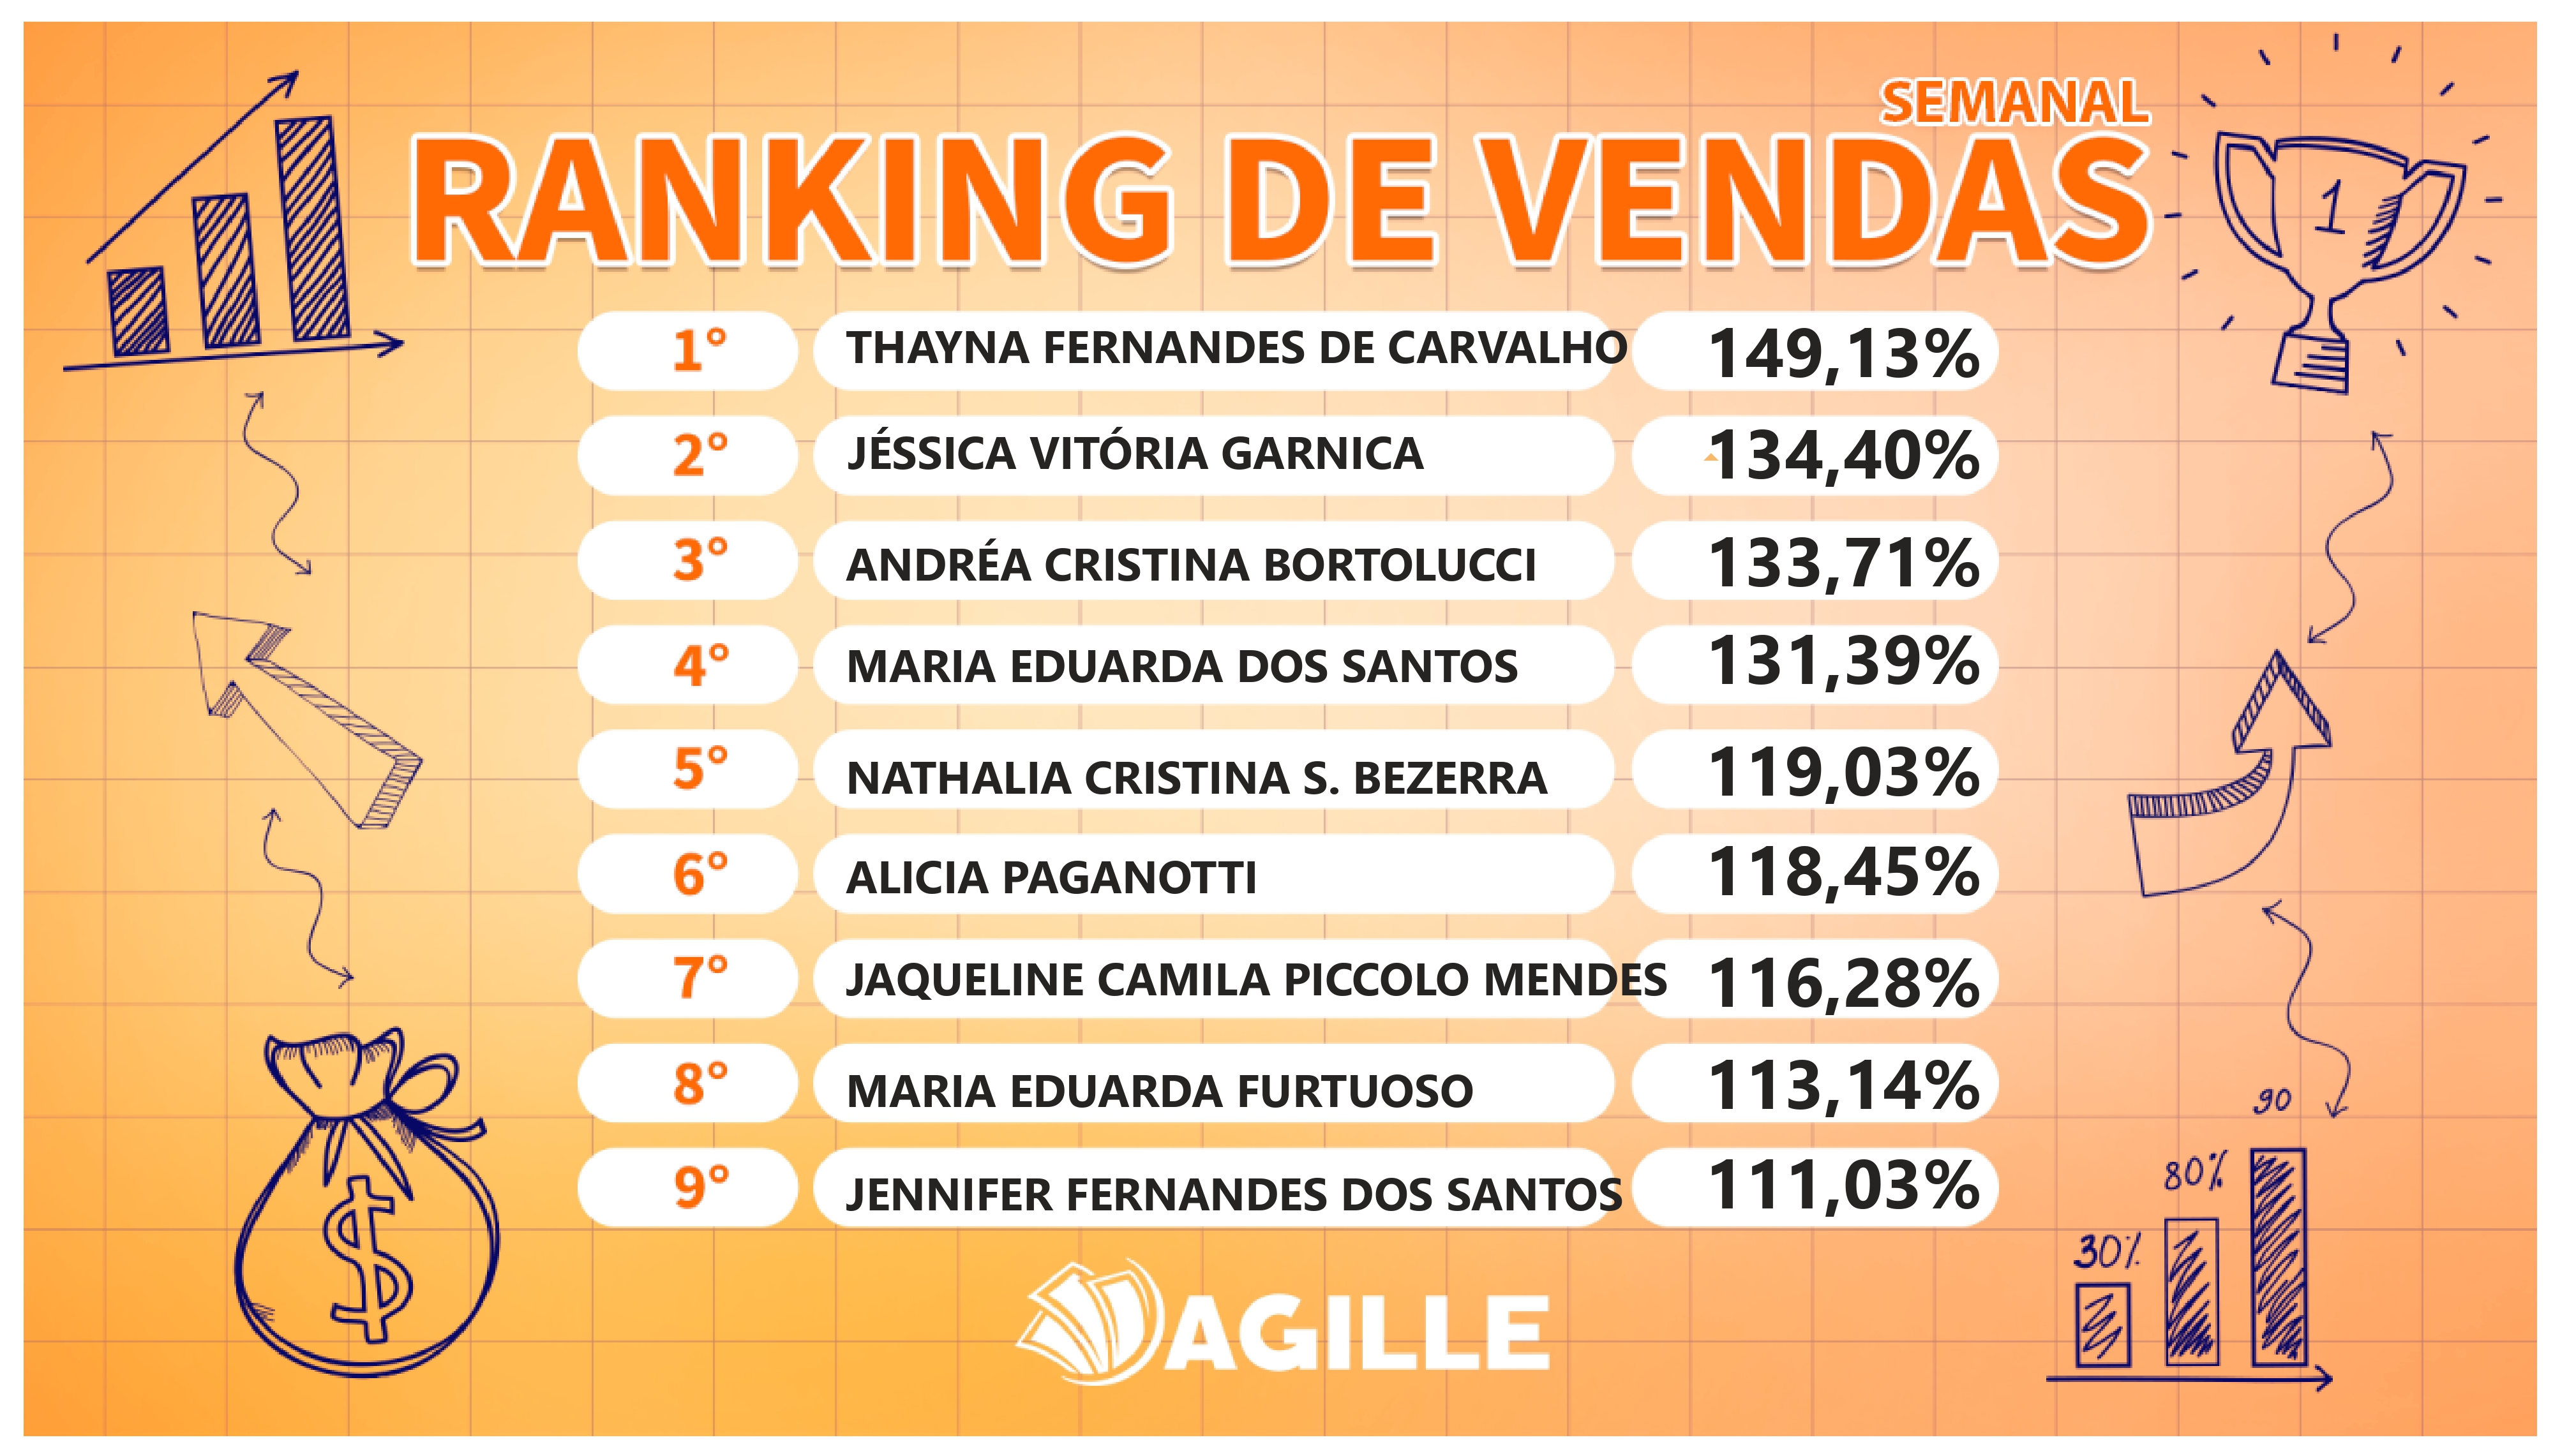 SEMANAL
RANKING DE VENDAS
1
1° THAYNA FERNANDES DE CARVALHO 149,13%
2° JÉSSICA VITÓRIA GARNICA 134,40%
3° ANDRÉA CRISTINA BORTOLUCCI 133,71%
4° MARIA EDUARDA DOS SANTOS 131,39%
5° NATHALIA CRISTINA S. BEZERRA 119,03%
6° ALICIA PAGANOTTI 118,45%
7° JAQUELINE CAMILA PICCOLO MENDES 116,28%
8° MARIA EDUARDA FURTUOSO 113,14%
9° JENNIFER FERNANDES DOS SANTOS 111,03%
90
80%
30%
$
AGILLE